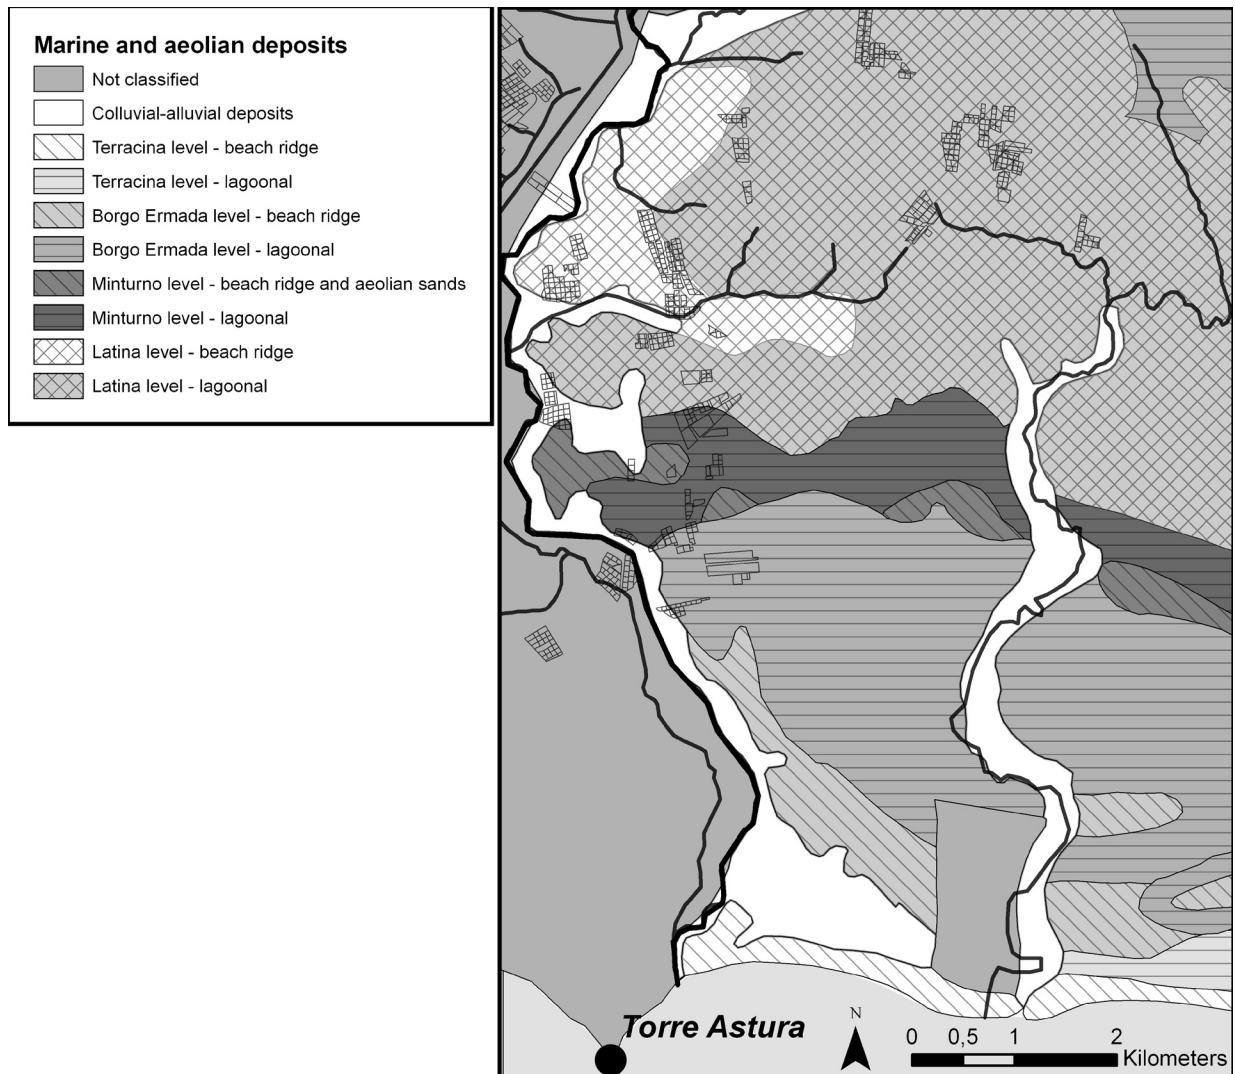 Marine and aeolian deposits
Not classified
Colluvial-alluvial deposits
Terracina level - beach ridge
Terracina level - lagoonal
Borgo Ermada level - beach ridge
Borgo Ermada level - lagoonal
Minturno level - beach ridge and aeolian sands
Minturno level - lagoonal
Latina level - beach ridge
Latina level - lagoonal
Torre Astura
N
0 0,5 1 2
Kilometers